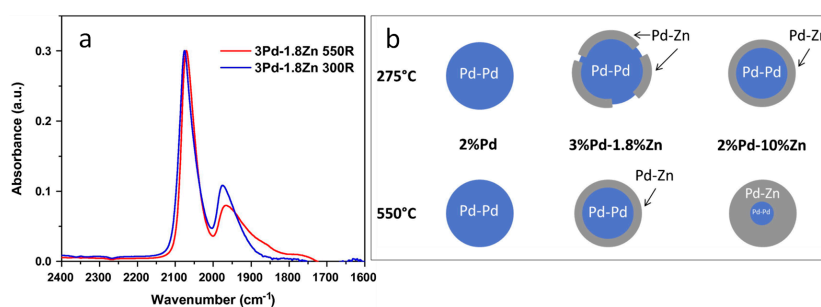 a
3Pd-1.8Zn 550R
3Pd-1.8Zn 300R
Absorbance (a.u.)
0.3
0.2
0.1
0.0
2400 2300 2200 2100 2000 1900 1800 1700 1600
Wavenumber (cm⁻¹)
b
275°C
Pd-Pd
Pd-Pd
Pd-Zn
Pd-Pd
Pd-Zn
2%Pd
3%Pd-1.8%Zn
2%Pd-10%Zn
550°C
Pd-Pd
Pd-Pd
Pd-Zn
Pd-Zn
Pd-Pd